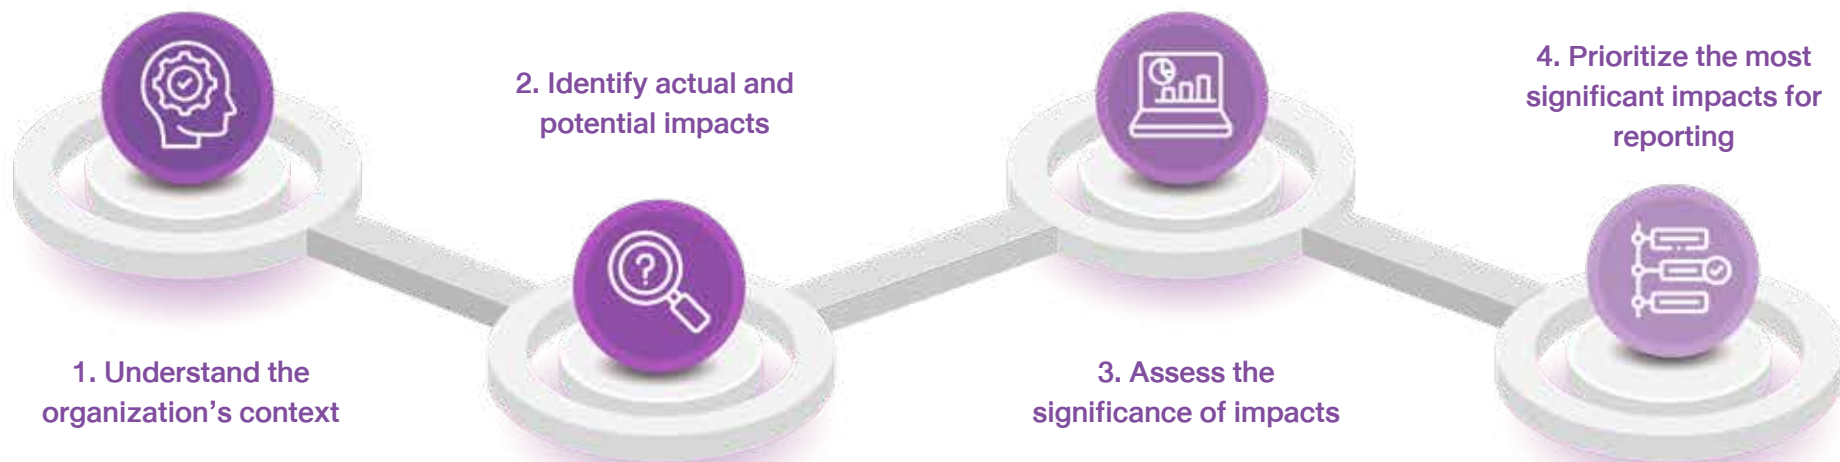 1. Understand the
organization’s context
2. Identify actual and
potential impacts
3. Assess the
significance of impacts
4. Prioritize the most
significant impacts for
reporting